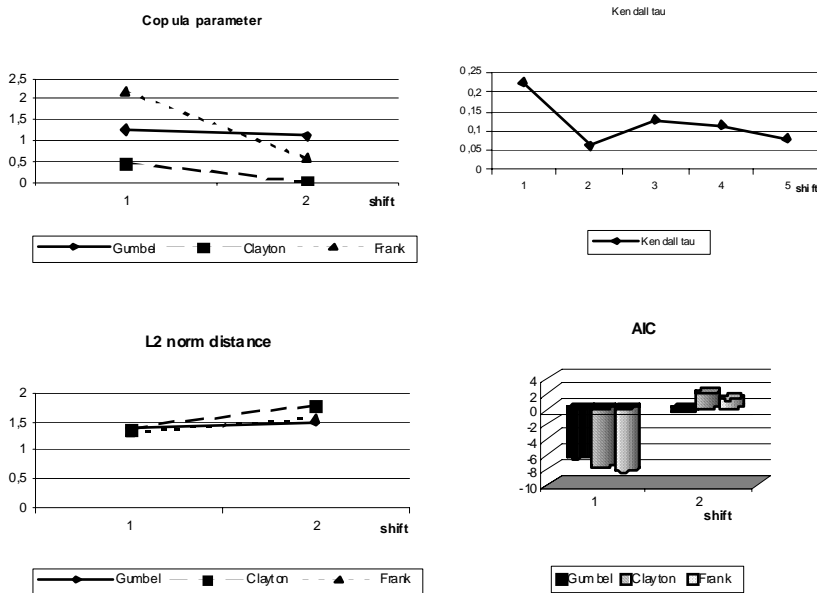 Copula parameter
2,5
2
1,5
1
0,5
0
1
2
shift
Gumbel
Clayton
Frank
Kendall tau
0,25
0,2
0,15
0,1
0,05
0
1
2
3
4
5
shift
Kendall tau
L2 norm distance
2
1,5
1
0,5
0
1
2
shift
Gumbel
Clayton
Frank
AIC
4
2
0
-2
-4
-6
-8
-10
1
2
shift
Gumbel
Clayton
Frank